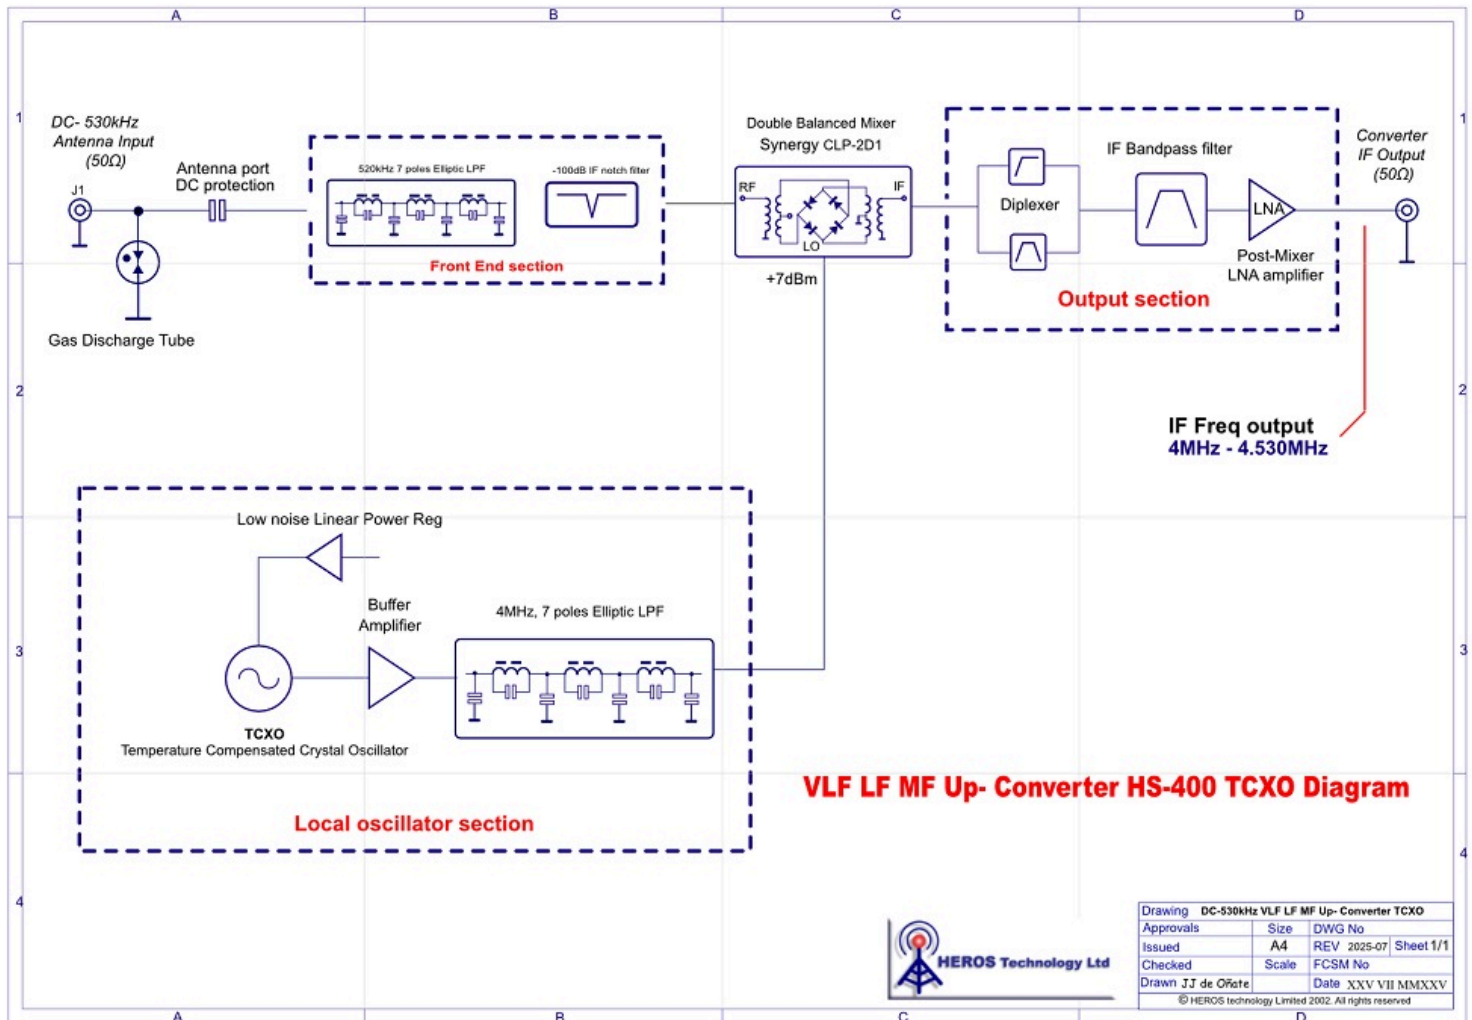 A B C D
1 1
DC- 530kHz
Antenna Input
(50Ω)
J1
Antenna port
DC protection
520kHz 7 poles Elliptic LPF
-100dB IF notch filter
Front End section
Gas Discharge Tube
Double Balanced Mixer
Synergy CLP-2D1
RF
IF
LO
+7dBm
Diplexer
IF Bandpass filter
LNA
Post-Mixer
LNA amplifier
Output section
Converter
IF Output
(50Ω)
2 2
IF Freq output
4MHz - 4.530MHz
Low noise Linear Power Reg
Buffer
Amplifier
4MHz, 7 poles Elliptic LPF
3 3
TCXO
Temperature Compensated Crystal Oscillator
Local oscillator section
VLF LF MF Up- Converter HS-400 TCXO Diagram
4 4
HEROS Technology Ltd
Drawing DC-530kHz VLF LF MF Up- Converter TCXO
Approvals Size DWG No
Issued A4 REV 2025-07 Sheet 1/1
Checked Scale FCSM No
Drawn JJ de Oñate Date XXV VII MMXXV
© HEROS technology Limited 2002. All rights reserved
A B C D